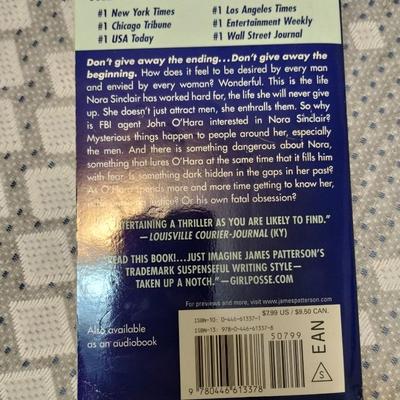 #1 New York Times
#1 Chicago Tribune
#1 USA Today
#1 Los Angeles Times
#1 Entertainment Weekly
#1 Wall Street Journal
Don't give away the ending...Don't give away the
beginning. How does it feel to be desired by every man
and envied by every woman? Wonderful. This is the life
Nora Sinclair has worked hard for, the life she will never give
up. She doesn't just attract men, she enthralls them. So why
is FBI agent John O'Hara interested in Nora Sinclair?
Mysterious things happen to people around her, especially
the men. And there is something dangerous about Nora,
something that lures O'Hara at the same time that it fills him
with fear. Is something dark hidden in the gaps in her past?
As O'Hara spends more and more time getting to know her,
justice? Or his own fatal obsession?
ENTERTAINING A THRILLER AS YOU ARE LIKELY TO FIND."
—LOUISVILLE COURIER-JOURNAL (KY)
"READ THIS BOOK!...JUST IMAGINE JAMES PATTERSON'S
TRADEMARK SUSPENSEFUL WRITING STYLE—
TAKEN UP A NOTCH."—GIRLPOSSE.COM
For previews and more, visit www.jamespatterson.com
Also available
as an audiobook
$7.99 US / $9.50 CAN.
ISBN-10: 0-446-61337-1
ISBN-13: 978-0-446-61337-8
50799
EAN
S
9 780446 613378